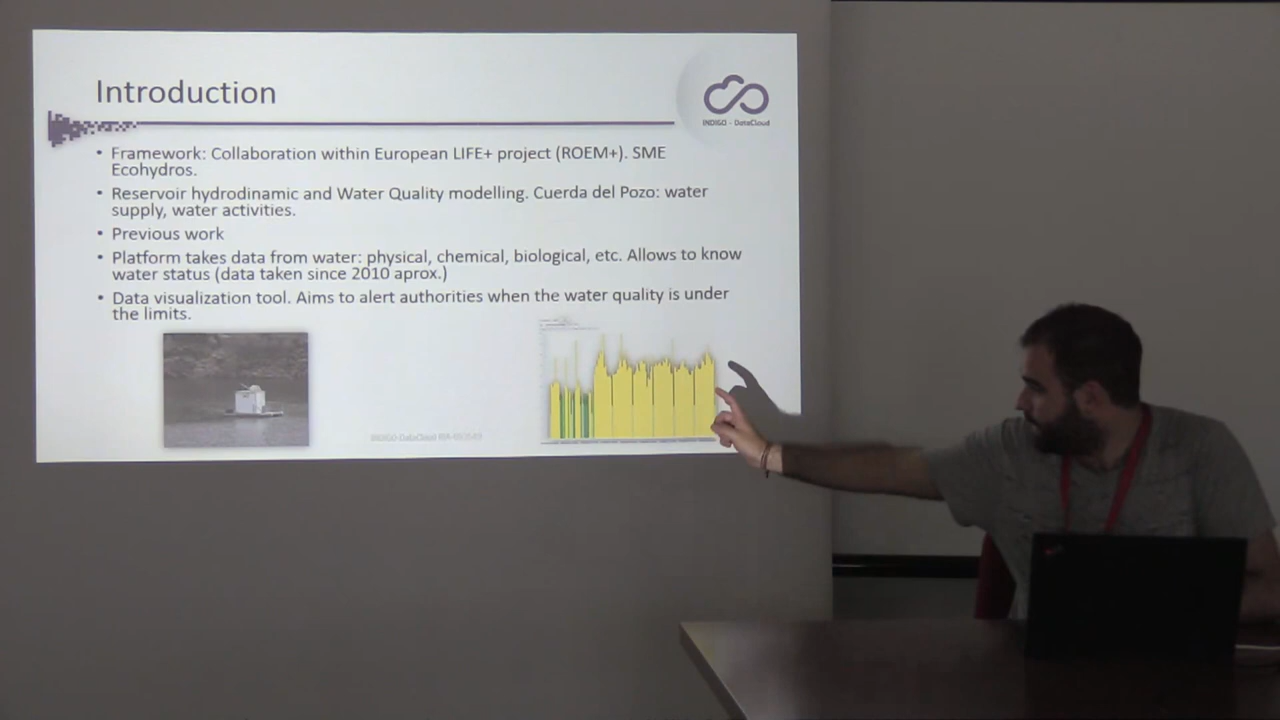 Introduction
INDIGO - DataCloud
• Framework: Collaboration within European LIFE+ project (ROEM+). SME
Ecohydros.
• Reservoir hydrodinamic and Water Quality modelling. Cuerda del Pozo: water
supply, water activities.
• Previous work
• Platform takes data from water: physical, chemical, biological, etc. Allows to know
water status (data taken since 2010 aprox.)
• Data visualization tool. Aims to alert authorities when the water quality is under
the limits.
INDIGO-DataCloud